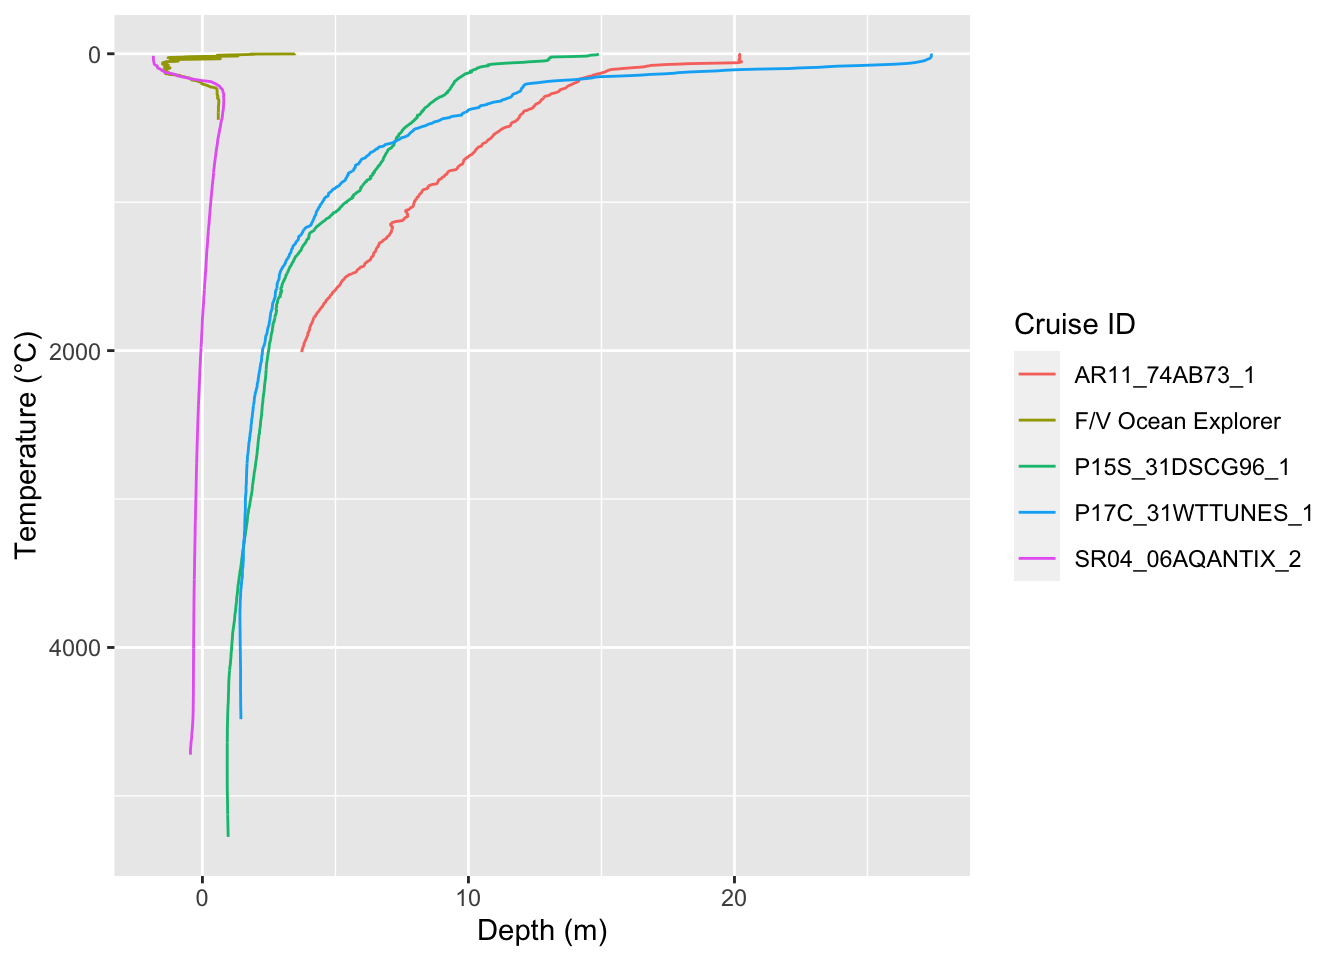 0
2000
4000
Temperature (°C)
0
10
20
Depth (m)
Cruise ID
AR11_74AB73_1
F/V Ocean Explorer
P15S_31DSCG96_1
P17C_31WTTUNES_1
SR04_06AQANTIX_2